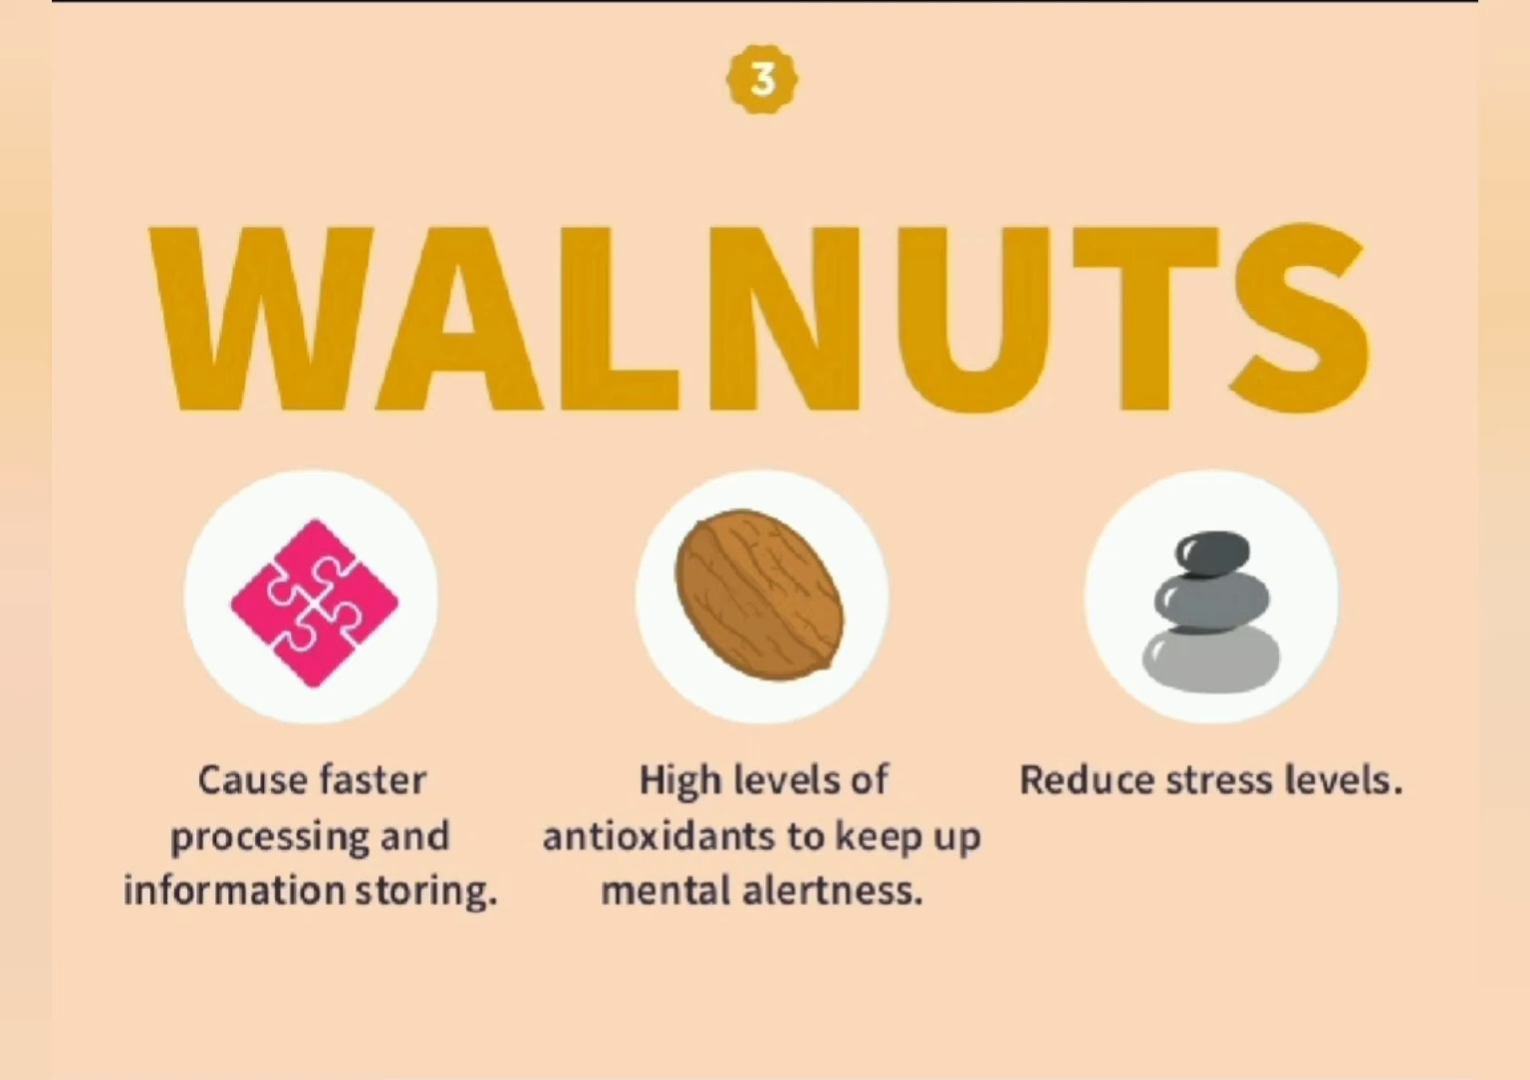 3
WALNUTS
Cause faster
processing and
information storing.
High levels of
antioxidants to keep up
mental alertness.
Reduce stress levels.